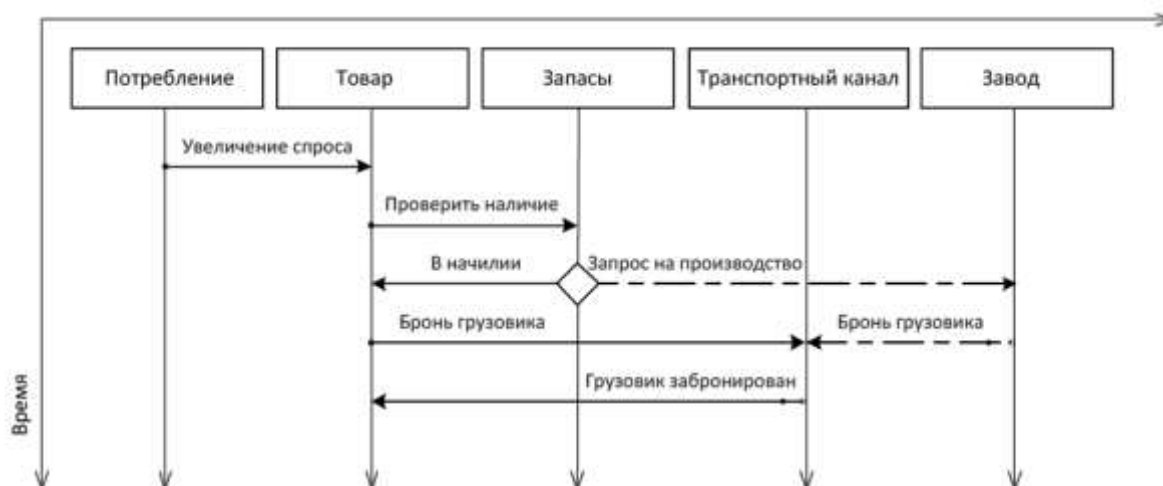 Потребление
Товар
Запасы
Транспортный канал
Завод
Увеличение спроса
Проверить наличие
В начилии
Запрос на производство
Бронь грузовика
Бронь грузовика
Грузовик забронирован
Время